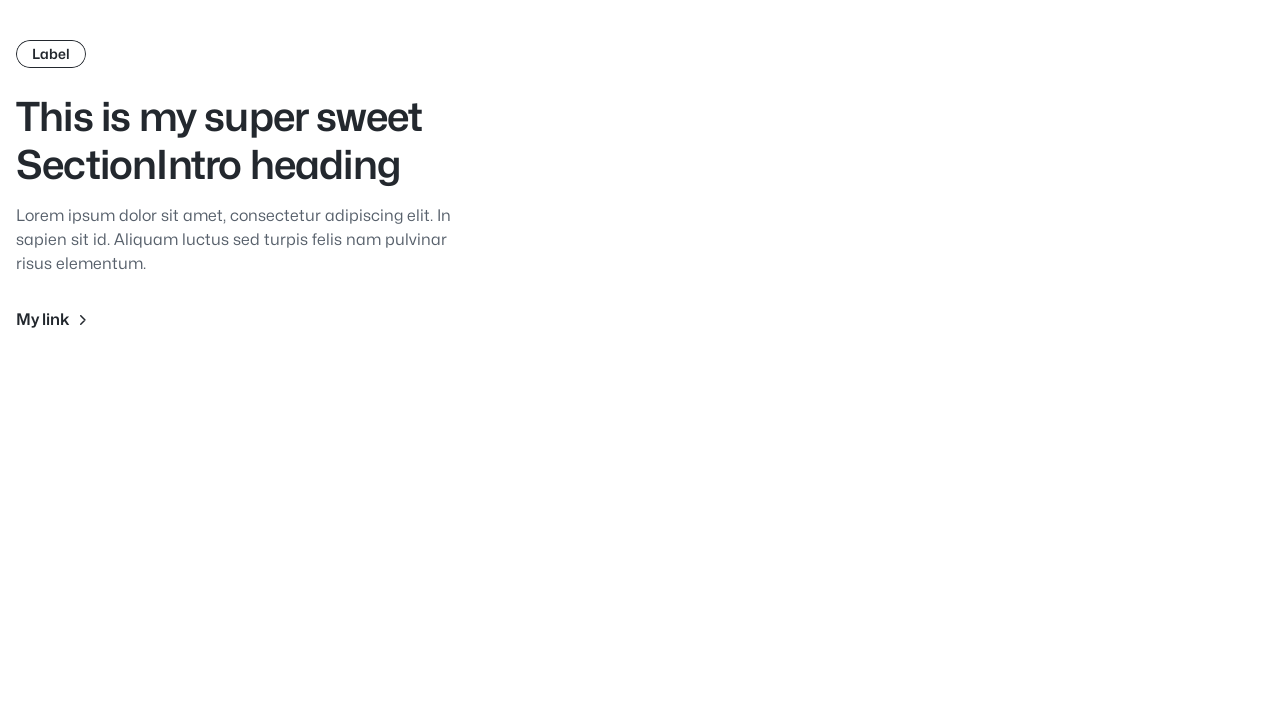 Label
This is my super sweet
SectionIntro heading
Lorem ipsum dolor sit amet, consectetur adipiscing elit. In
sapien sit id. Aliquam luctus sed turpis felis nam pulvinar
risus elementum.
My link